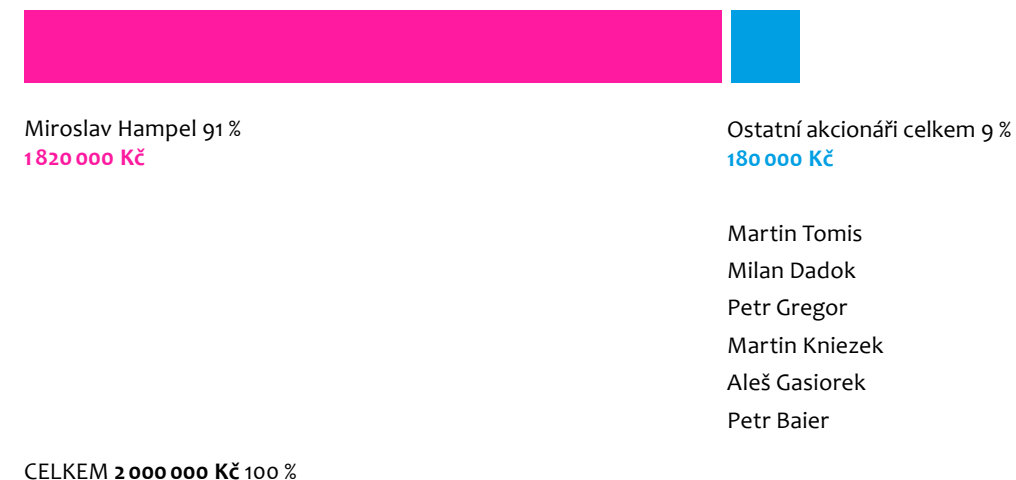 Miroslav Hampel 91 %
1 820 000 Kč
Ostatní akcionáři celkem 9 %
180 000 Kč
Martin Tomis
Milan Dadok
Petr Gregor
Martin Kniezek
Aleš Gasiorek
Petr Baier
CELKEM 2 000 000 Kč 100 %